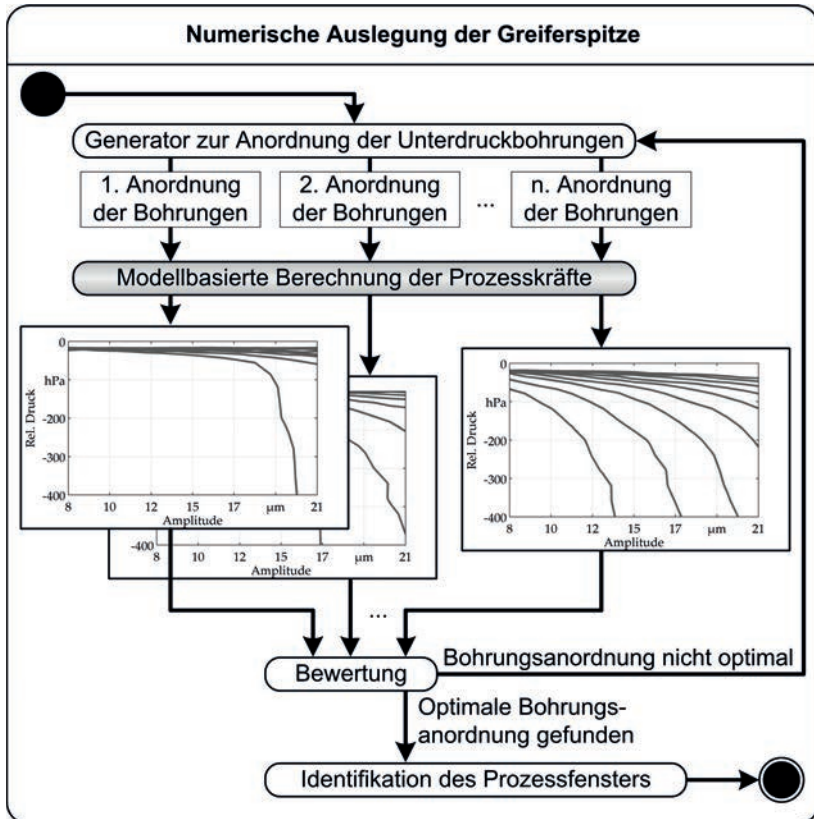 Numerische Auslegung der Greiferspitze
Generator zur Anordnung der Unterdruckbohrungen
1. Anordnung
der Bohrungen
2. Anordnung
der Bohrungen
...
n. Anordnung
der Bohrungen
Modellbasierte Berechnung der Prozesskräfte
0
hPa
-200
-300
-400
Rel. Druck
8 10 12 15 17 µm 21
Amplitude
-400
8 10 12 15 17 µm 21
Amplitude
0
hPa
-200
-300
-400
Rel. Druck
8 10 12 15 17 µm 21
Amplitude
...
Bewertung
Bohrungsanordnung nicht optimal
Optimale Bohrungs-
anordnung gefunden
Identifikation des Prozessfensters